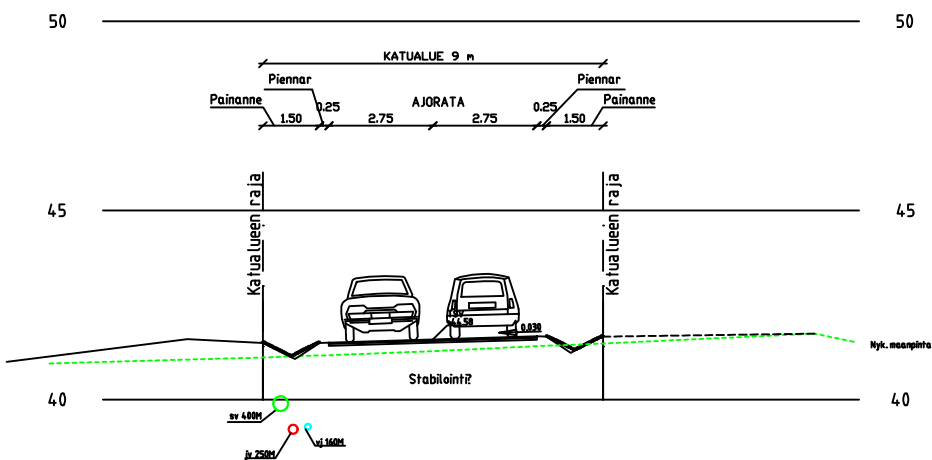 50 50
KATUALUE 9 m
Piennar Piennar
Painanne 0.25 AJORATA 0.25 Painanne
1.50 2.75 2.75 1.50
Katualueen raja
Katualueen raja
45 45
0.030
Nyk. maanpinta
Stabilointi?
40 40
sv 400M
vj 160M
jv 250M